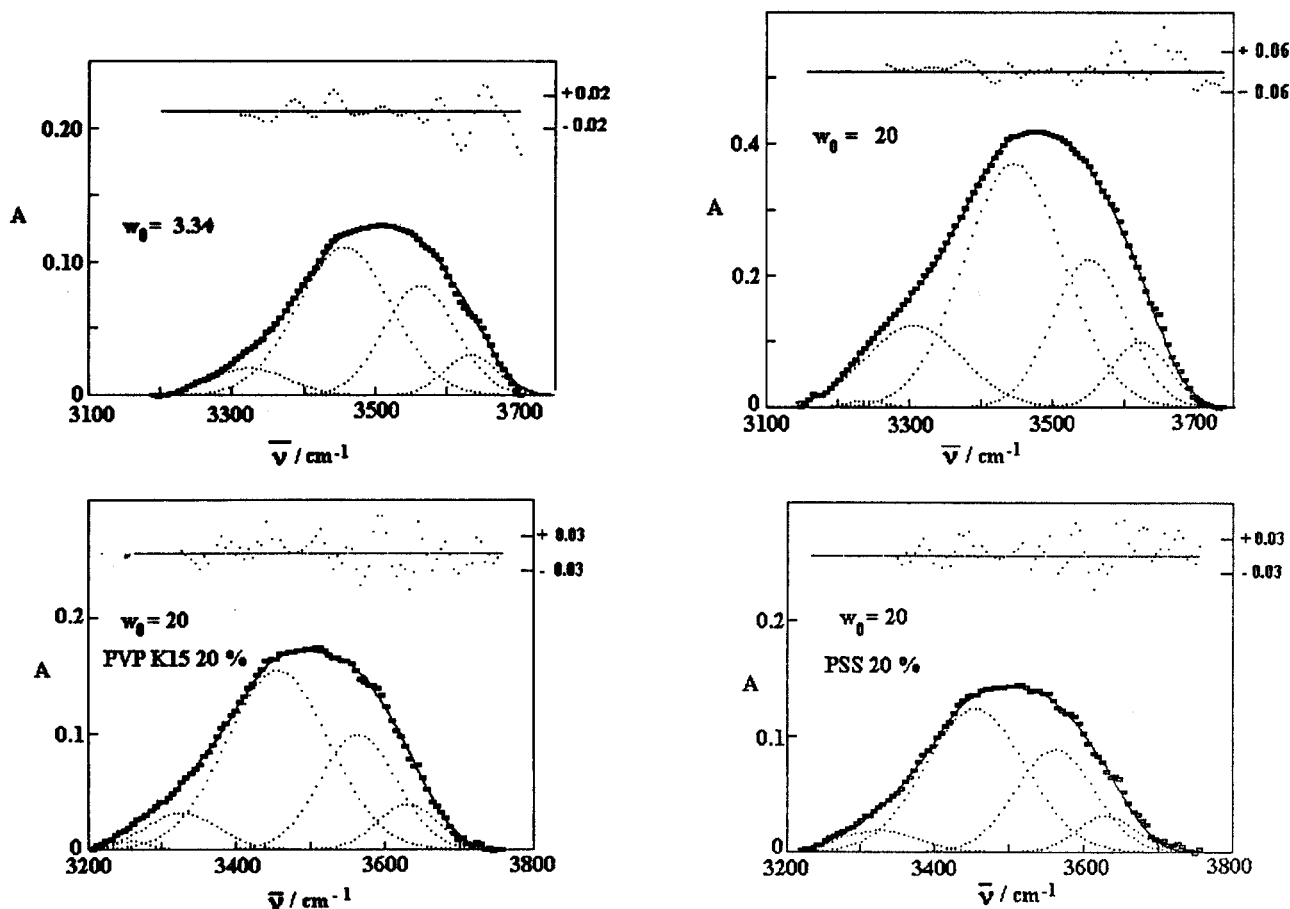 + 0.02
- 0.02
0.20
w0 = 3.34
A
0.10
0
3100 3300 3500 3700
ν̅ / cm-1
+ 0.06
- 0.06
0.4
w0 = 20
A
0.2
0
3100 3300 3500 3700
ν̅ / cm-1
+ 0.03
- 0.03
0.2
w0 = 20
PVP K15 20 %
A
0.1
0
3200 3400 3600 3800
ν̅ / cm-1
+ 0.03
- 0.03
0.2
w0 = 20
PSS 20 %
A
0.1
0
3200 3400 3600 3800
ν̅ / cm-1